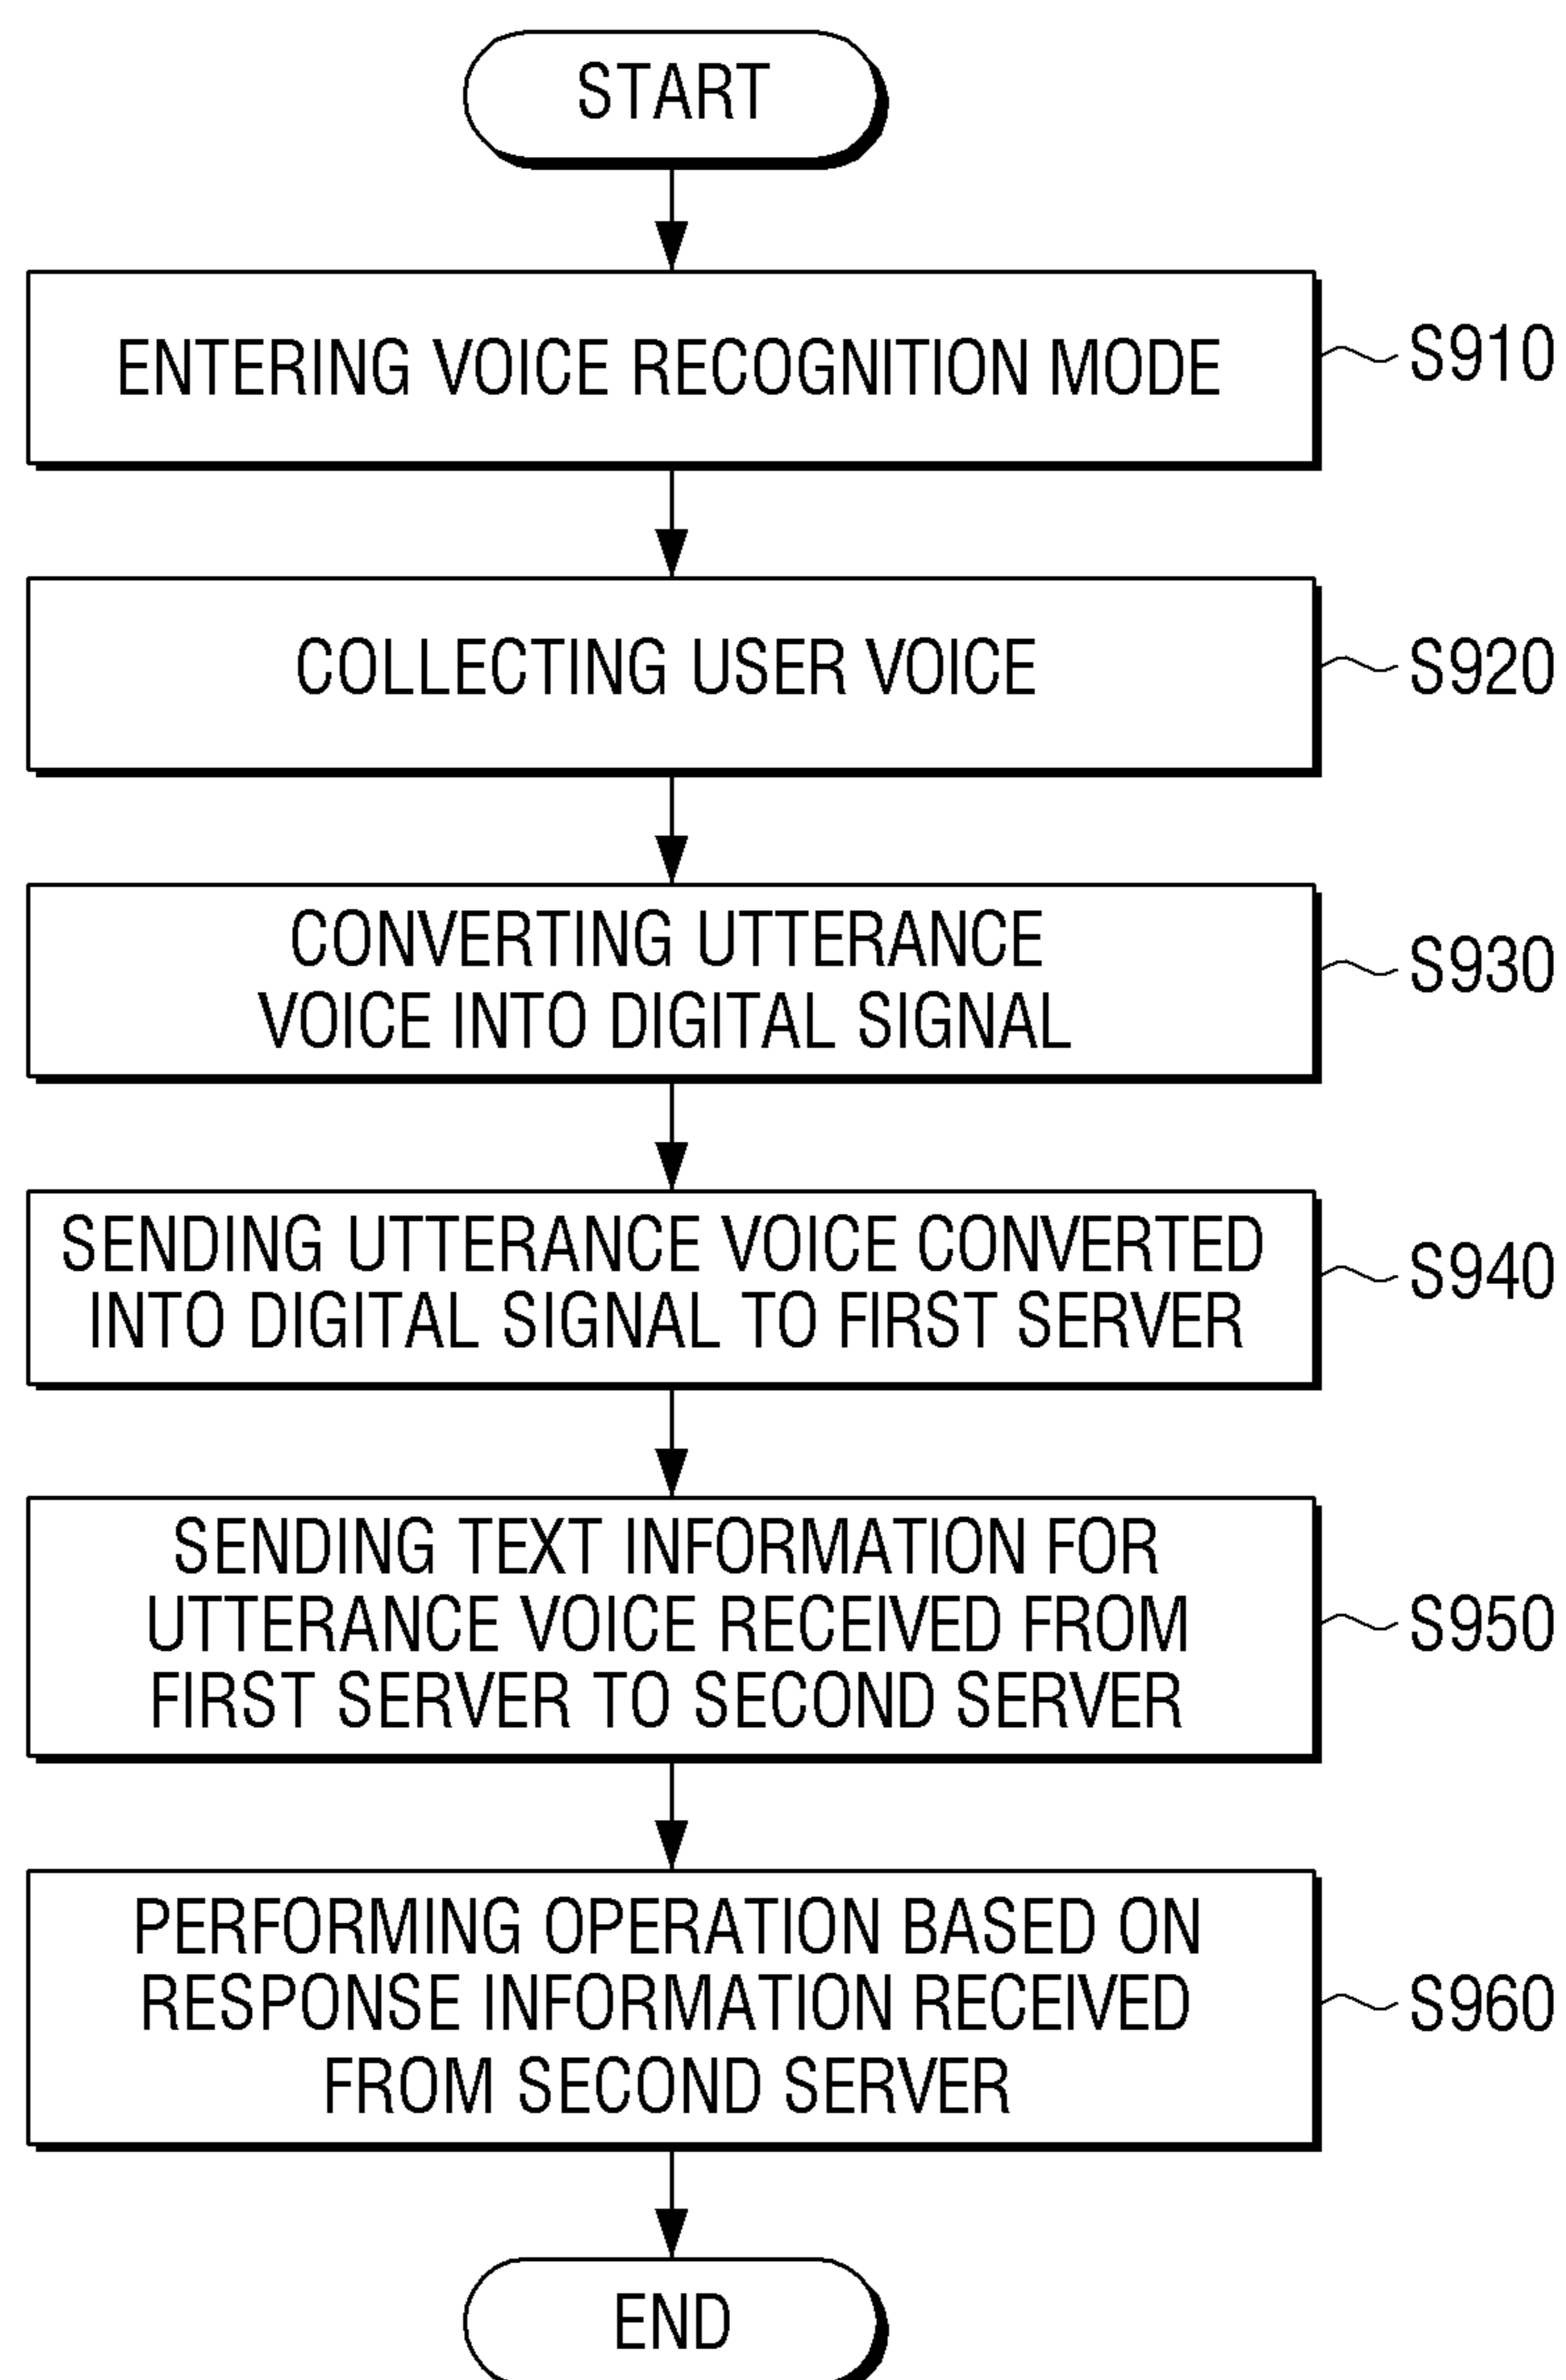 START
ENTERING VOICE RECOGNITION MODE
S910
COLLECTING USER VOICE
S920
CONVERTING UTTERANCE
VOICE INTO DIGITAL SIGNAL
S930
SENDING UTTERANCE VOICE CONVERTED
INTO DIGITAL SIGNAL TO FIRST SERVER
S940
SENDING TEXT INFORMATION FOR
UTTERANCE VOICE RECEIVED FROM
FIRST SERVER TO SECOND SERVER
S950
PERFORMING OPERATION BASED ON
RESPONSE INFORMATION RECEIVED
FROM SECOND SERVER
S960
END